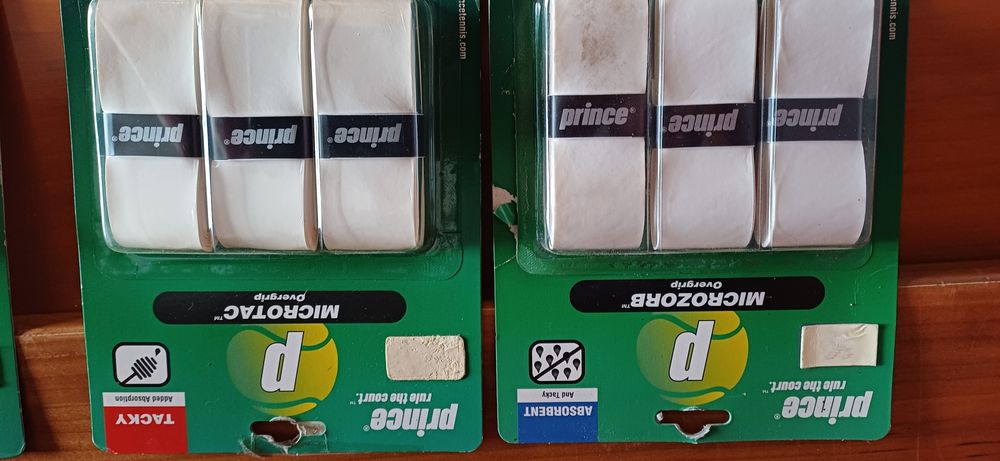 prince®
rule the court.™
TACKY
Added Absorption
MICROTAC™
Overgrip
prince®
prince®
prince®
prince®
rule the court.™
ABSORBENT
And Tacky
MICROZORB™
Overgrip
prince®
prince®
prince®